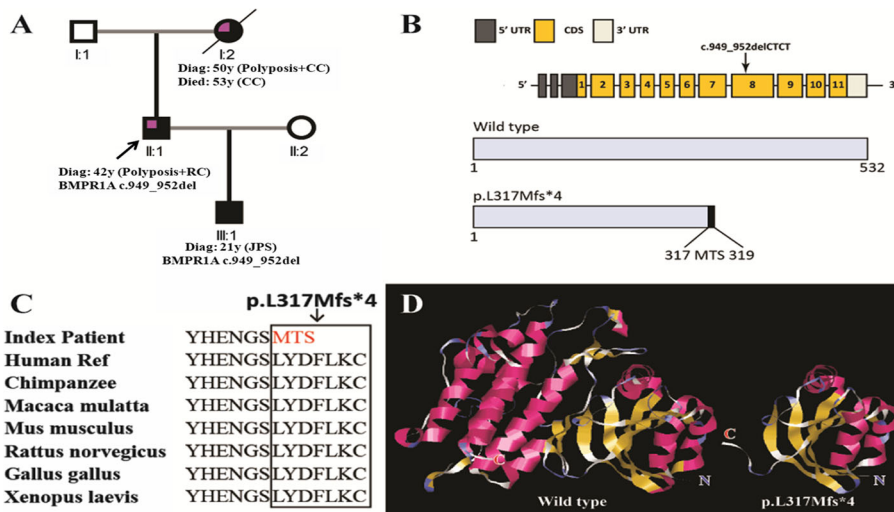 A
I:1
I:2
Diag: 50y (Polyposis+CC)
Died: 53y (CC)
II:1
II:2
Diag: 42y (Polyposis+RC)
BMPR1A c.949_952del
III:1
Diag: 21y (JPS)
BMPR1A c.949_952del
B
5' UTR CDS 3' UTR
c.949_952delCTCT
5' 1 2 3 4 5 6 7 8 9 10 11 3'
Wild type
1 532
p.L317Mfs*4
1
317 MTS 319
C
p.L317Mfs*4
Index Patient YHENGSMTS
Human Ref YHENGSLYDFLKC
Chimpanzee YHENGSLYDFLKC
Macaca mulatta YHENGSLYDFLKC
Mus musculus YHENGSLYDFLKC
Rattus norvegicus YHENGSLYDFLKC
Gallus gallus YHENGSLYDFLKC
Xenopus laevis YHENGSLYDFLKC
D
C N C N
Wild type p.L317Mfs*4